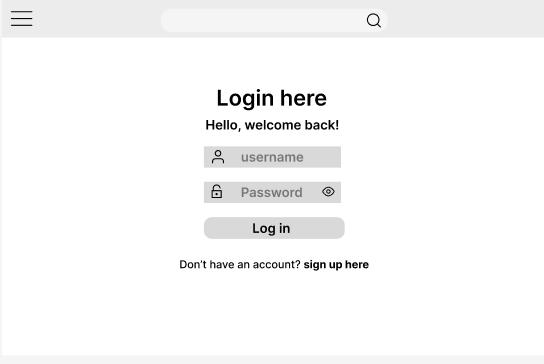 Login here
Hello, welcome back!
username
Password
Log in
Don't have an account? sign up here